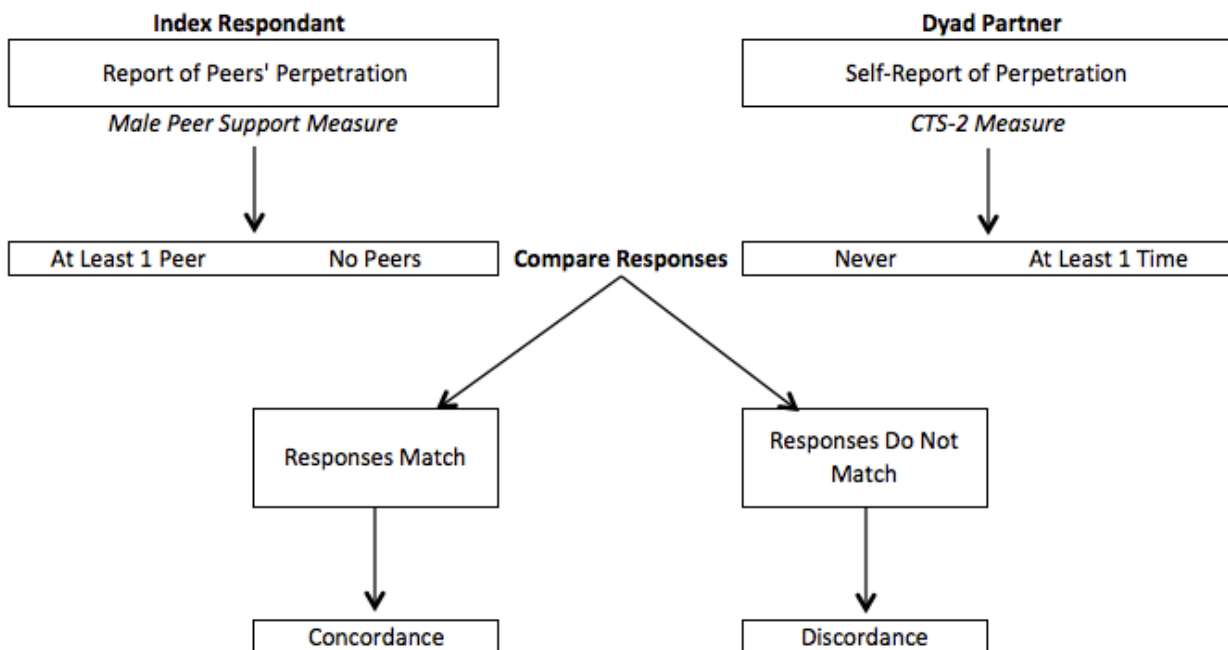 Index Respondant
Dyad Partner
Report of Peers' Perpetration
Self-Report of Perpetration
Male Peer Support Measure
CTS-2 Measure
At Least 1 Peer
No Peers
Compare Responses
Never
At Least 1 Time
Responses Match
Responses Do Not
Match
Concordance
Discordance